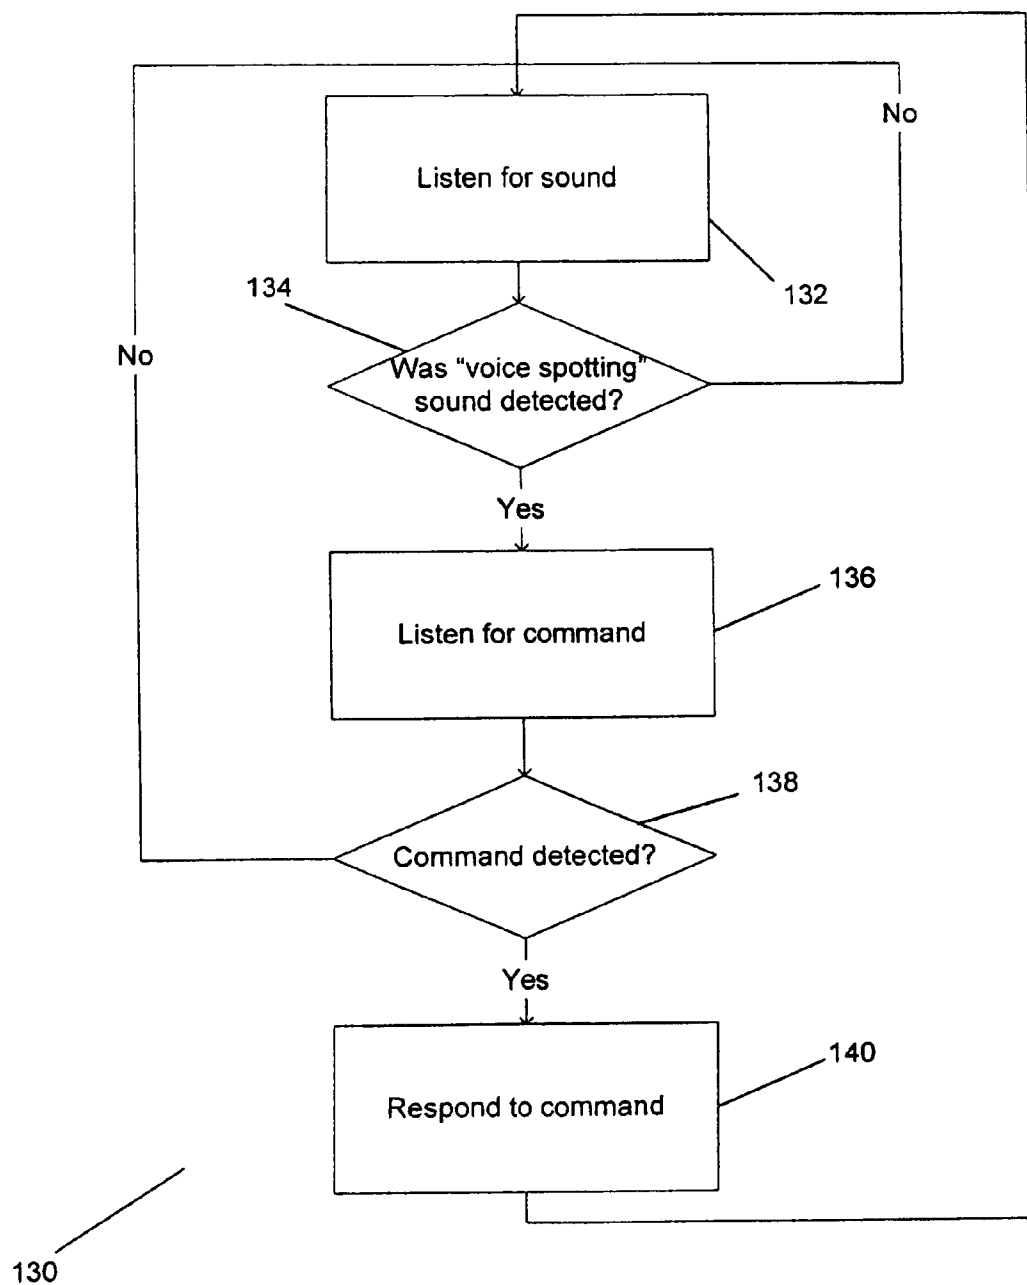 No
Listen for sound
132
134
No
Was “voice spotting”
sound detected?
Yes
136
Listen for command
138
Command detected?
Yes
140
Respond to command
130